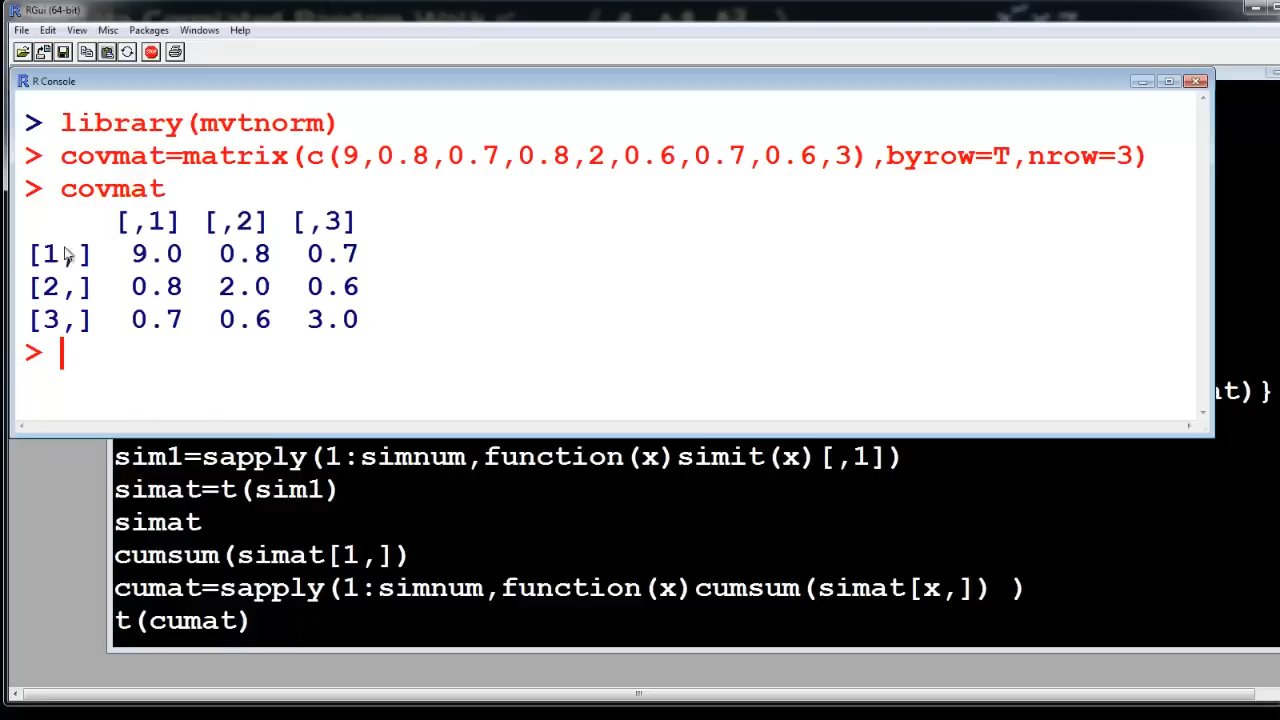 RGui (64-bit)
File Edit View Misc Packages Windows Help
STOP
R Console
> library(mvtnorm)
> covmat=matrix(c(9,0.8,0.7,0.8,2,0.6,0.7,0.6,3),byrow=T,nrow=3)
> covmat
[,1] [,2] [,3]
[1,] 9.0 0.8 0.7
[2,] 0.8 2.0 0.6
[3,] 0.7 0.6 3.0
>
at)}
sim1=sapply(1:simnum,function(x)simit(x)[,1])
simat=t(sim1)
simat
cumsum(simat[1,])
cumat=sapply(1:simnum,function(x)cumsum(simat[x,]) )
t(cumat)